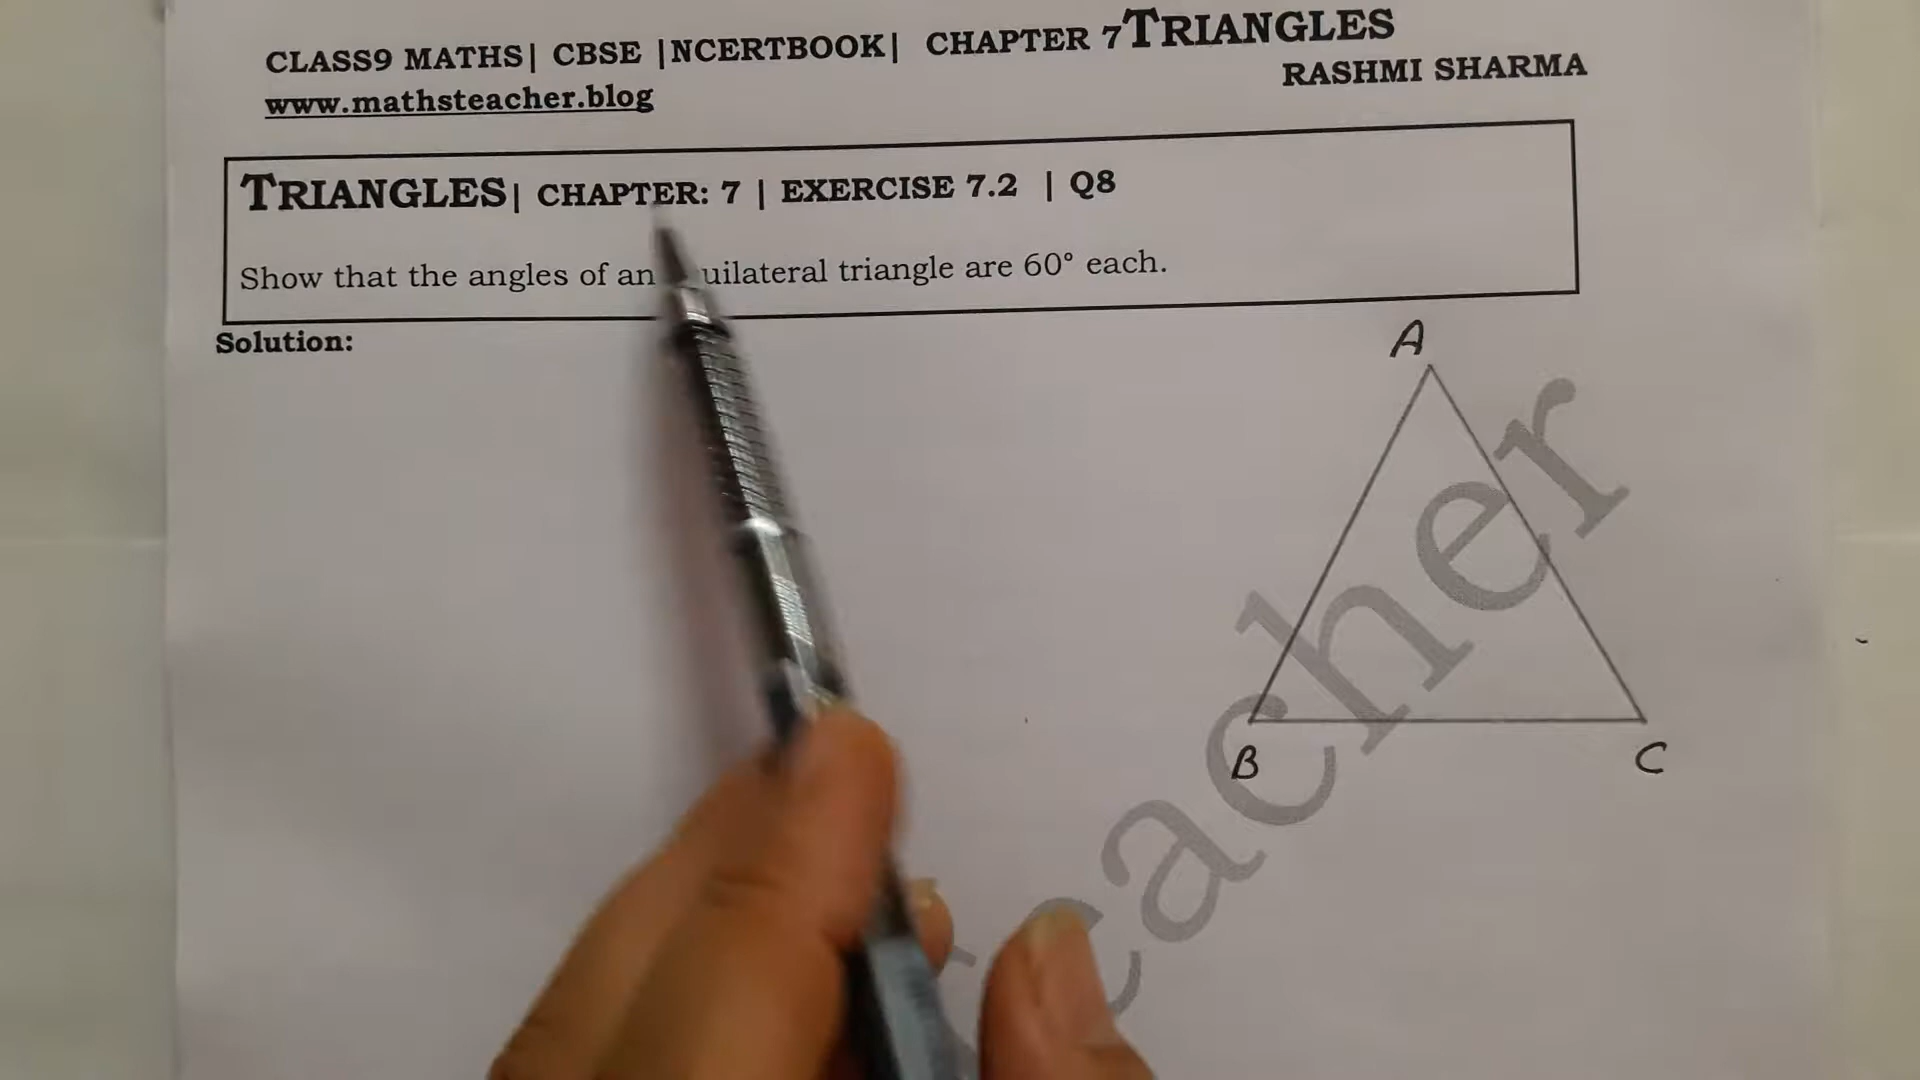 CLASS9 MATHS| CBSE |NCERTBOOK| CHAPTER 7TRIANGLES
RASHMI SHARMA
www.mathsteacher.blog
TRIANGLES| CHAPTER: 7 | EXERCISE 7.2 | Q8
Show that the angles of an uilateral triangle are 60° each.
Solution:
A
B
C
eacher